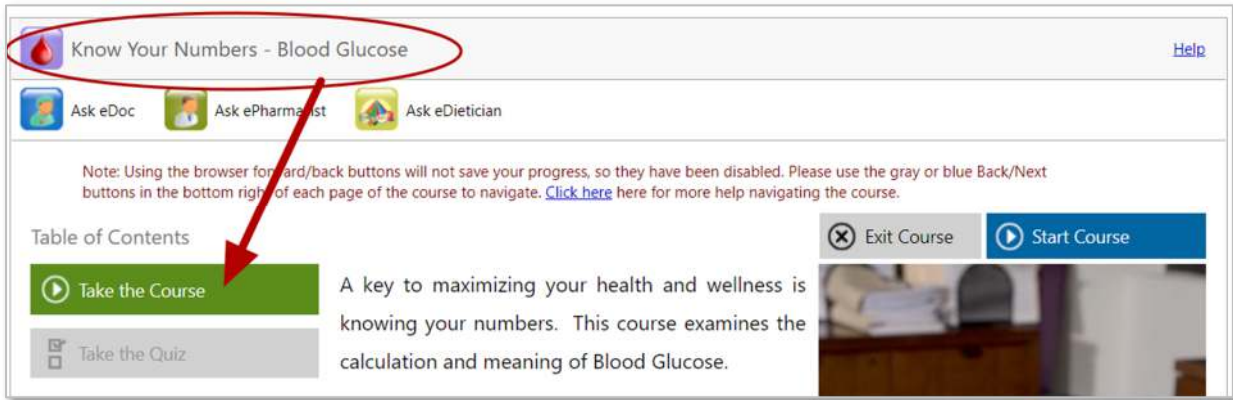 Know Your Numbers - Blood Glucose
Help
Ask eDoc
Ask ePharmacist
Ask eDietician
Note: Using the browser forward/back buttons will not save your progress, so they have been disabled. Please use the gray or blue Back/Next
buttons in the bottom right of each page of the course to navigate. Click here here for more help navigating the course.
Table of Contents
Exit Course
Start Course
Take the Course
A key to maximizing your health and wellness is
knowing your numbers. This course examines the
calculation and meaning of Blood Glucose.
Take the Quiz